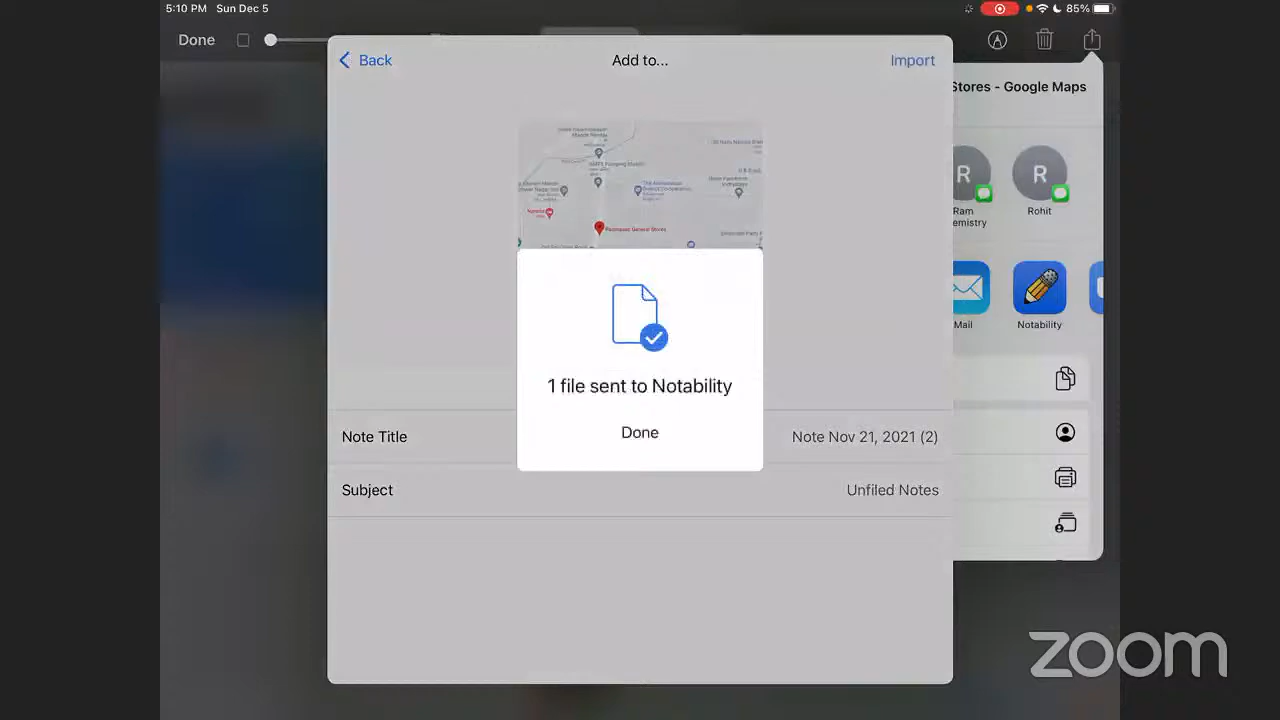 5:10 PM Sun Dec 5
85%
Done
Back
Add to...
Import
Stores - Google Maps
Ram
emistry
Rohit
Mail
Notability
1 file sent to Notability
Done
Note Title
Note Nov 21, 2021 (2)
Subject
Unfiled Notes
zoom